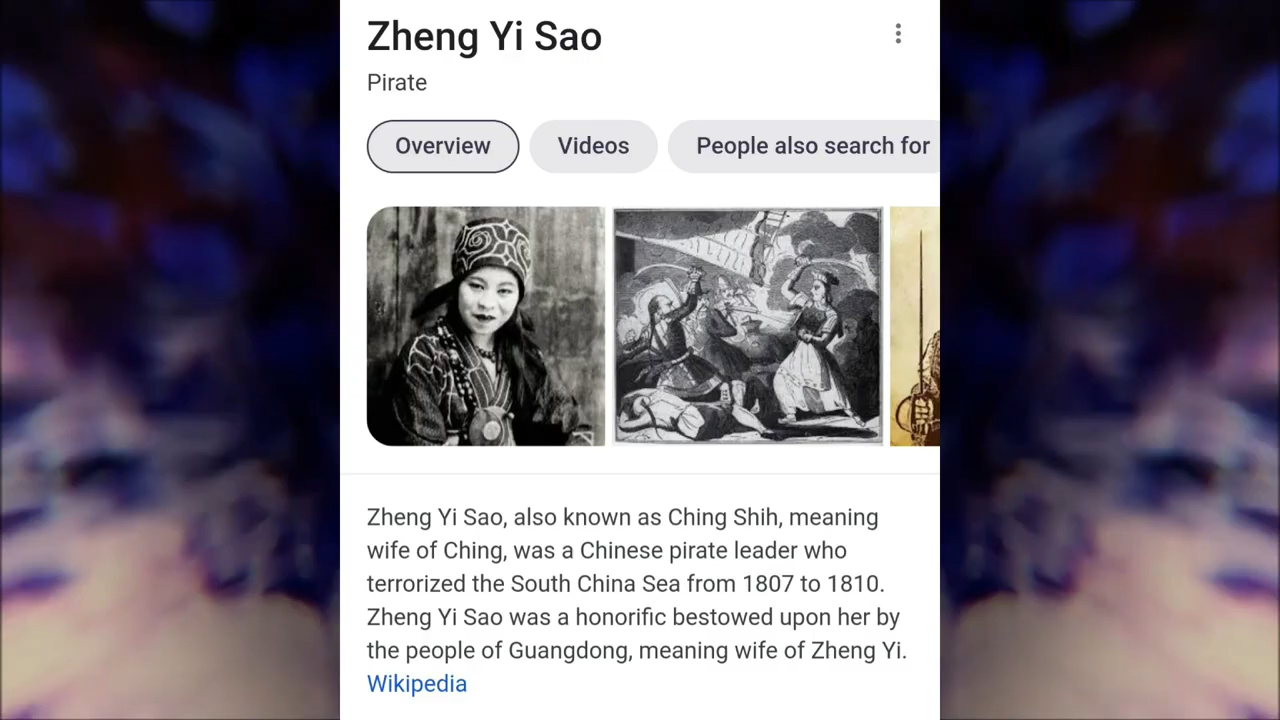 Zheng Yi Sao
Pirate
Overview
Videos
People also search for
Zheng Yi Sao, also known as Ching Shih, meaning
wife of Ching, was a Chinese pirate leader who
terrorized the South China Sea from 1807 to 1810.
Zheng Yi Sao was a honorific bestowed upon her by
the people of Guangdong, meaning wife of Zheng Yi.
Wikipedia